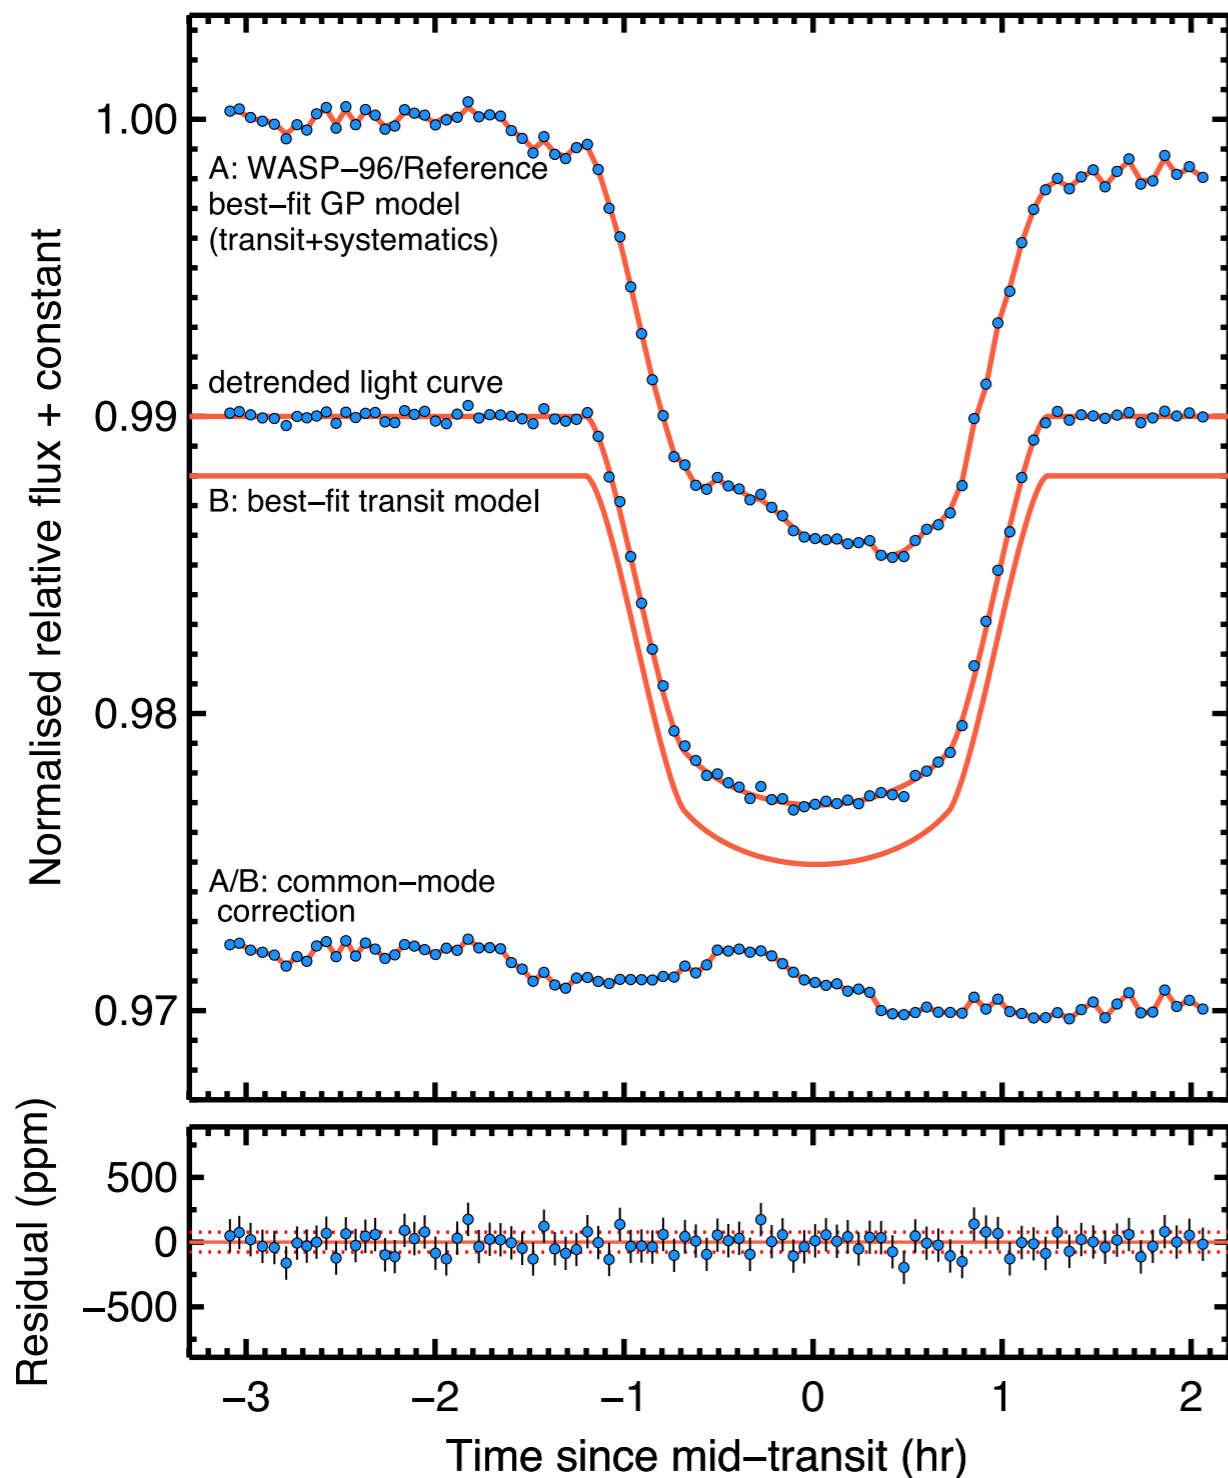 Normalised relative flux + constant
1.00
0.99
0.98
0.97
A: WASP−96/Reference
best−fit GP model
(transit+systematics)
detrended light curve
B: best−fit transit model
A/B: common−mode
correction
Residual (ppm)
500
0
−500
−3 −2 −1 0 1 2
Time since mid−transit (hr)